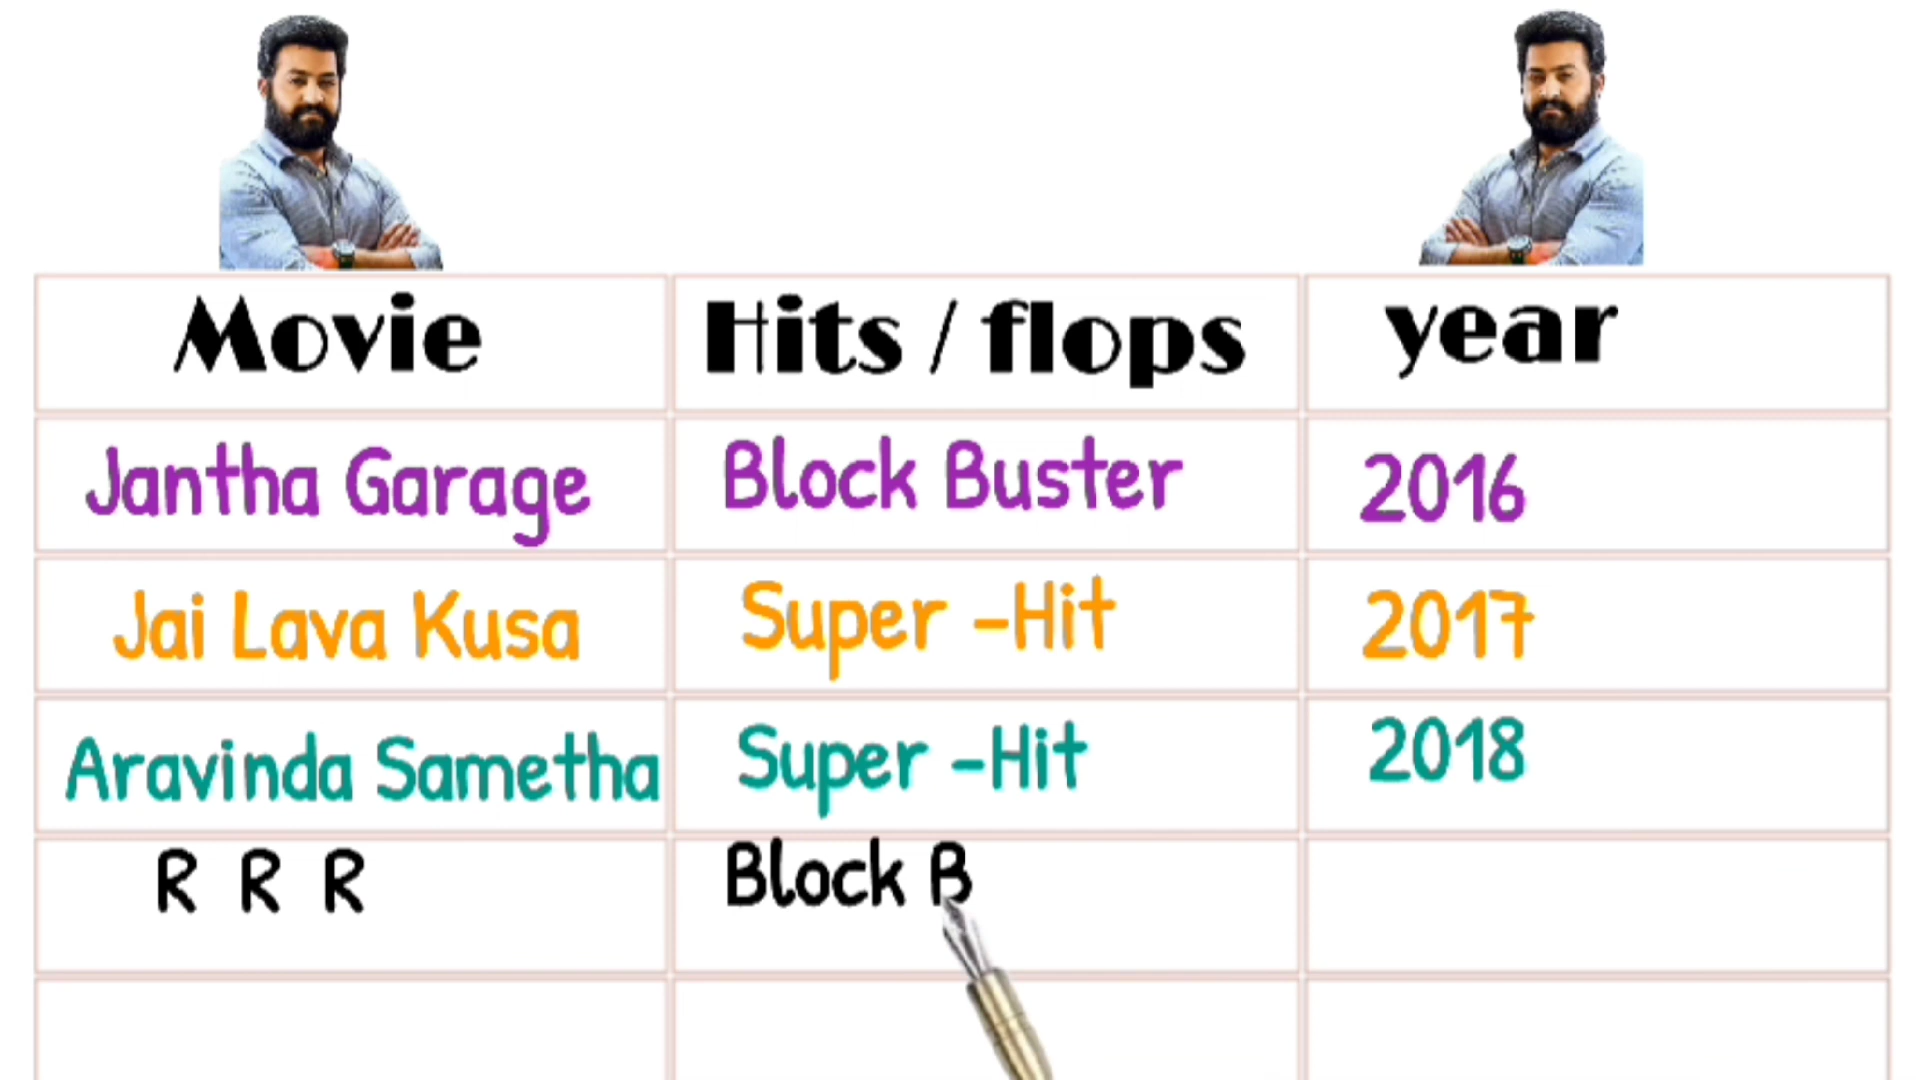 Movie Hits / flops year
Jantha Garage Block Buster 2016
Jai Lava Kusa Super -Hit 2017
Aravinda Sametha Super -Hit 2018
R R R Block B